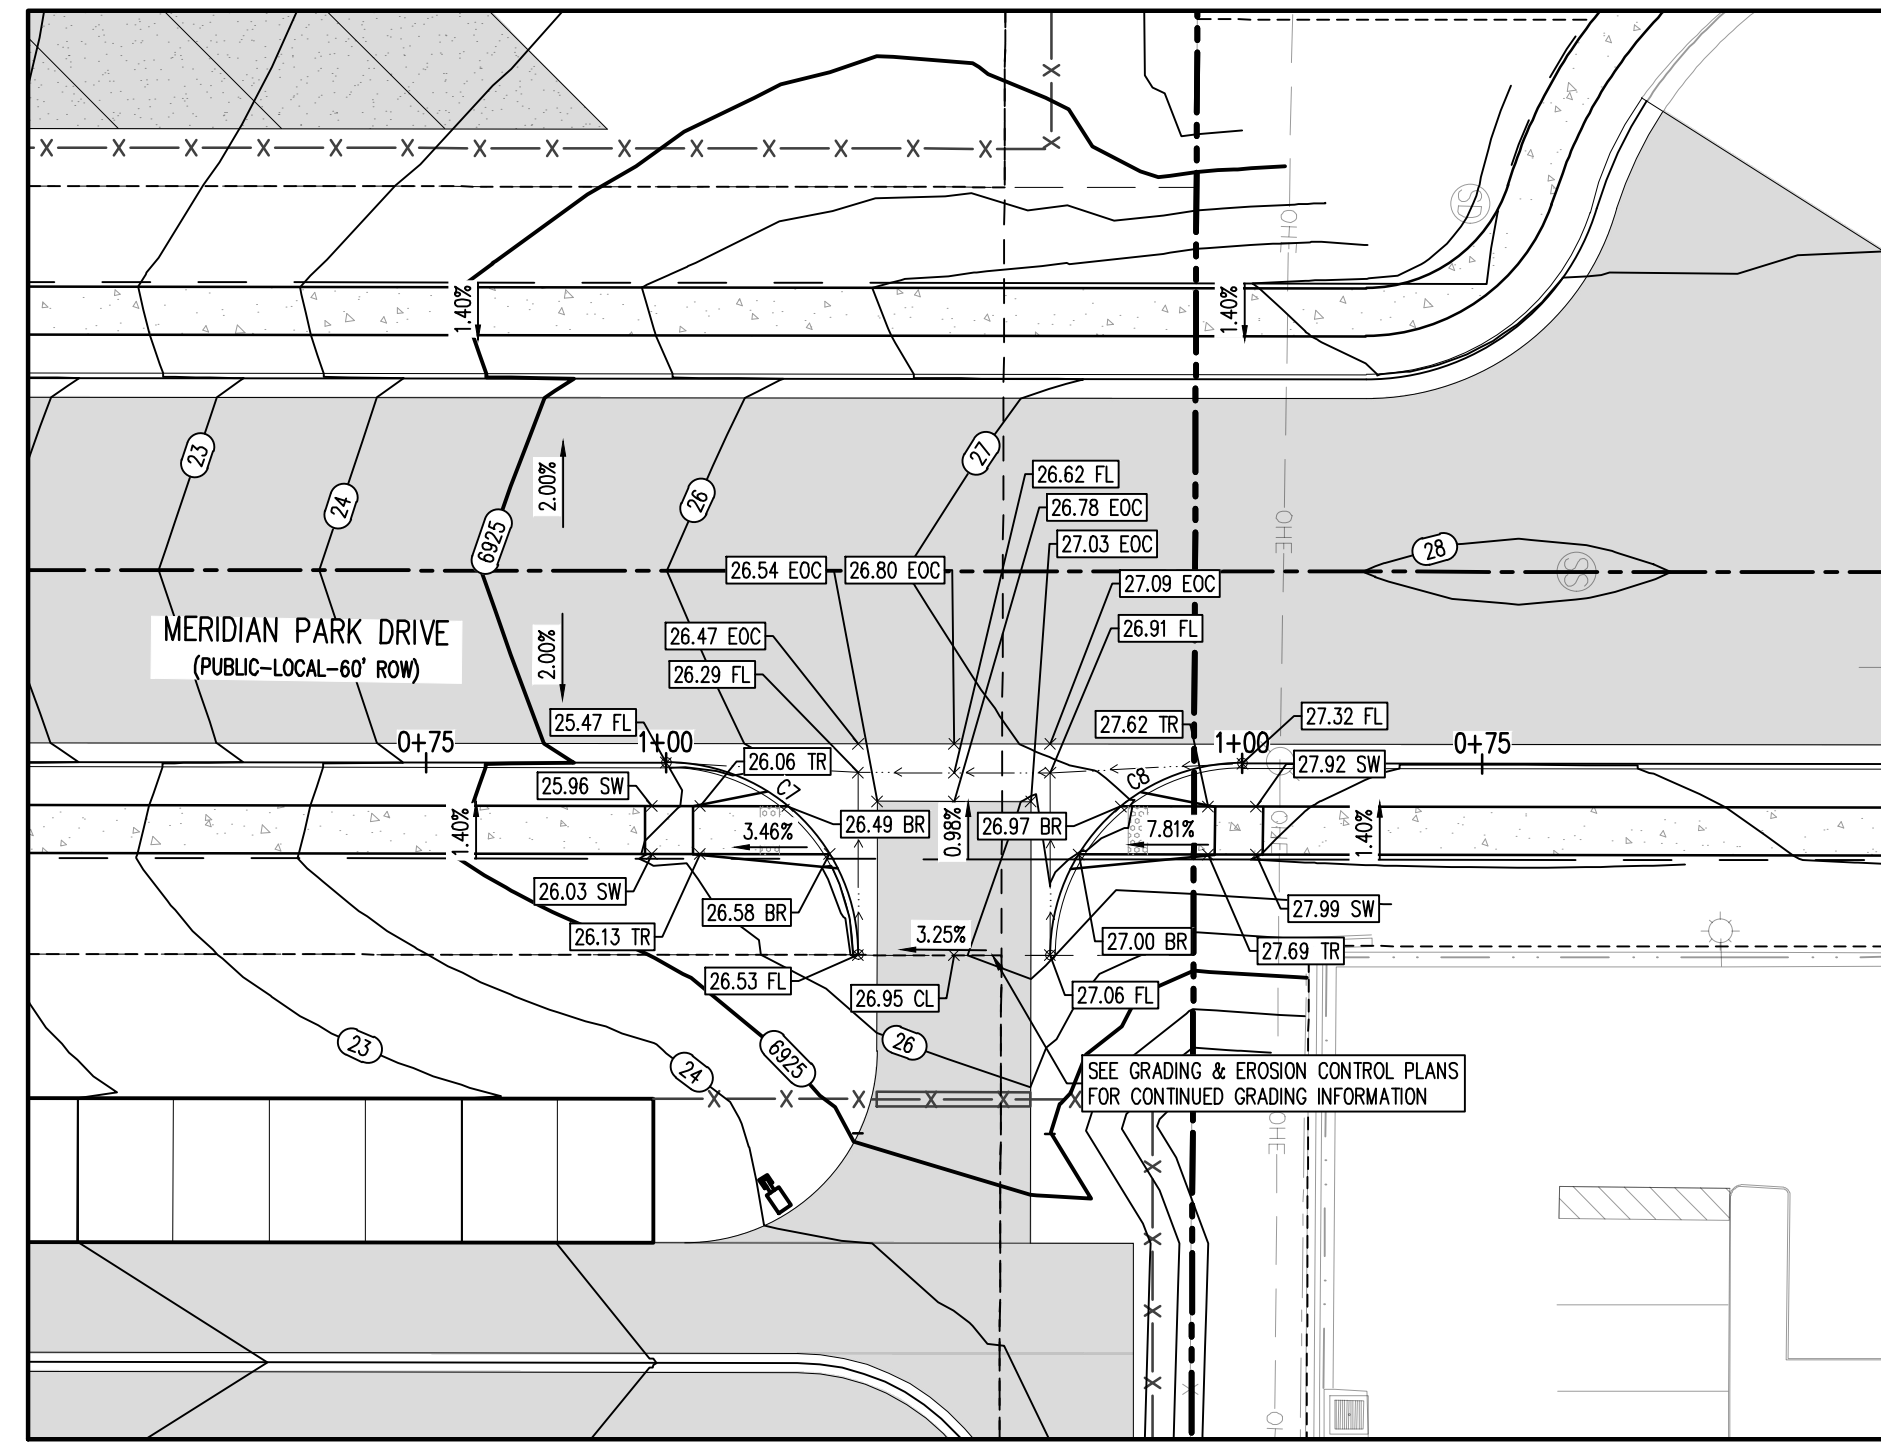 SD
OHE
1.40%
1.40%
23
24
6925
26
27
2.00%
26.62 FL
26.78 EOC
27.03 EOC
OHE
28
SS
26.54 EOC
26.80 EOC
27.09 EOC
MERIDIAN PARK DRIVE
(PUBLIC-LOCAL-60' ROW)
2.00%
26.47 EOC
26.91 FL
26.29 FL
25.47 FL
27.62 TR
27.32 FL
0+75
1+00
1+00
0+75
26.06 TR
27.92 SW
25.96 SW
C7
C8
OHE
1.40%
3.46%
26.49 BR
0.98%
26.97 BR
7.81%
1.40%
26.03 SW
26.58 BR
27.99 SW
26.13 TR
3.25%
27.00 BR
27.69 TR
26.53 FL
26.95 CL
27.06 FL
23
24
6925
26
SEE GRADING & EROSION CONTROL PLANS
FOR CONTINUED GRADING INFORMATION
OHE
OH